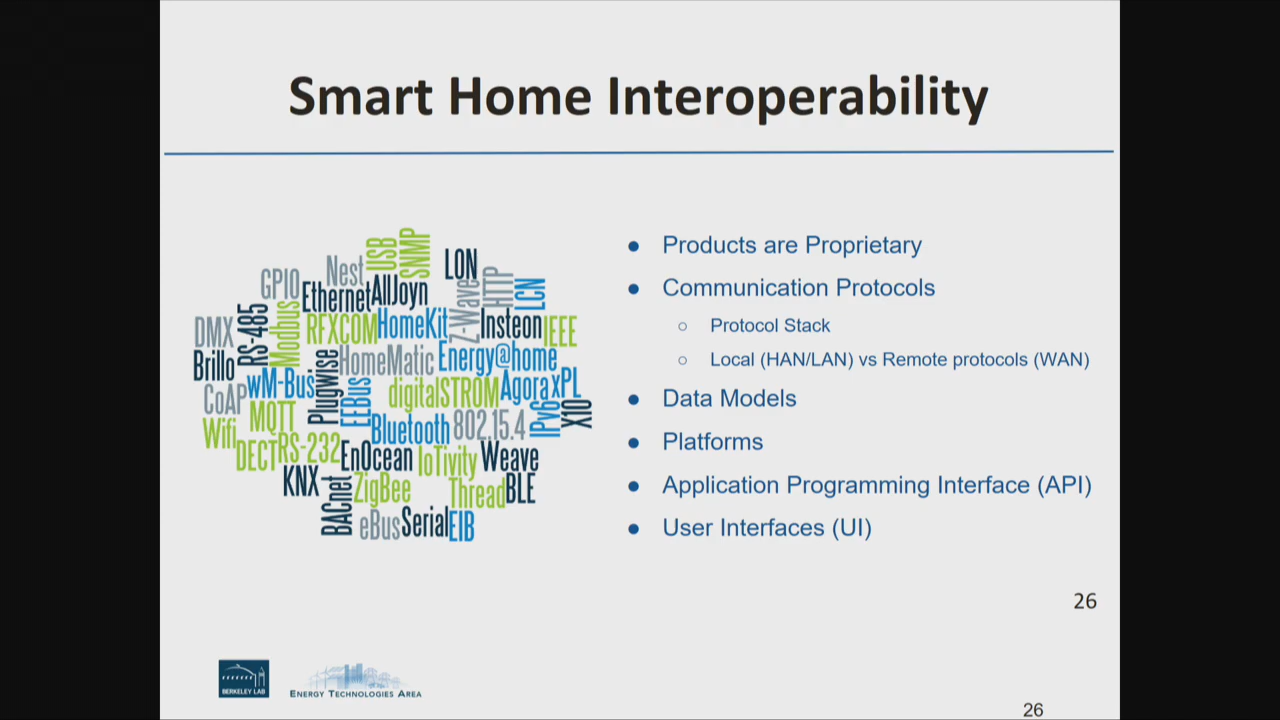 Smart Home Interoperability
USB
SNMP
LON
Nest
GPIO
Ethernet
AllJoyn
Z-Wave
HTTP
LCN
DMX
RS-485
Modbus
RFXCOM
HomeKit
Insteon
IEEE
Brillo
HomeMatic
Energy@home
CoAP
wM-Bus
Plugwise
EEBus
digitalSTROM
Agora
xPL
MQTT
Bluetooth
802.15.4
IPv6
X10
Wifi
DECT
RS-232
EnOcean
IoTivity
Weave
KNX
BACnet
ZigBee
Thread
BLE
eBus
Serial
EIB
● Products are Proprietary
● Communication Protocols
○ Protocol Stack
○ Local (HAN/LAN) vs Remote protocols (WAN)
● Data Models
● Platforms
● Application Programming Interface (API)
● User Interfaces (UI)
26
BERKELEY LAB
ENERGY TECHNOLOGIES AREA
26